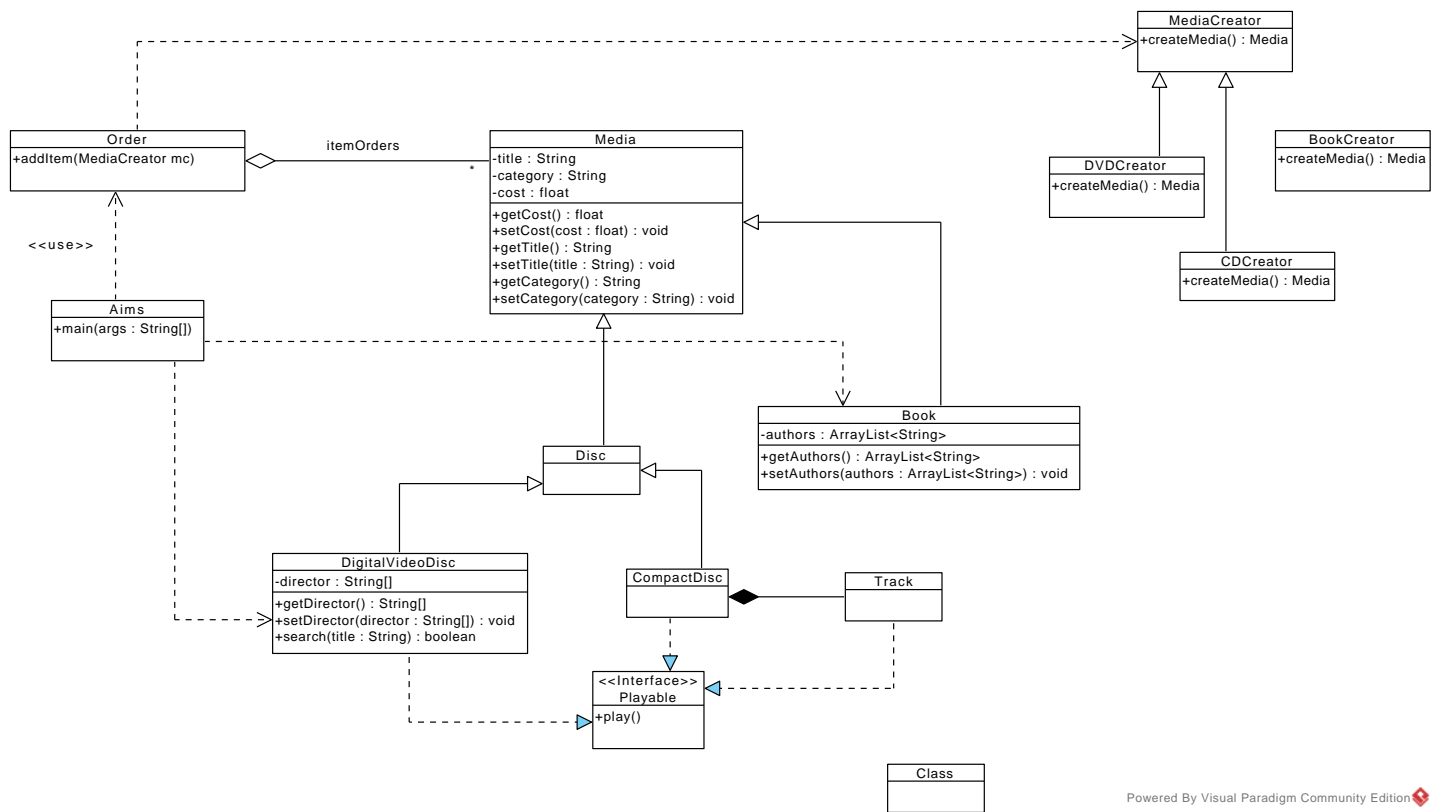 MediaCreator
+createMedia() : Media
Order
+addItem(MediaCreator mc)
itemOrders
*
Media
-title : String
-category : String
-cost : float
+getCost() : float
+setCost(cost : float) : void
+getTitle() : String
+setTitle(title : String) : void
+getCategory() : String
+setCategory(category : String) : void
DVDCreator
+createMedia() : Media
BookCreator
+createMedia() : Media
CDCreator
+createMedia() : Media
<<use>>
Aims
+main(args : String[])
Book
-authors : ArrayList<String>
+getAuthors() : ArrayList<String>
+setAuthors(authors : ArrayList<String>) : void
Disc
DigitalVideoDisc
-director : String[]
+getDirector() : String[]
+setDirector(director : String[]) : void
+search(title : String) : boolean
CompactDisc
Track
<<Interface>>
Playable
+play()
Class
Powered By Visual Paradigm Community Edition